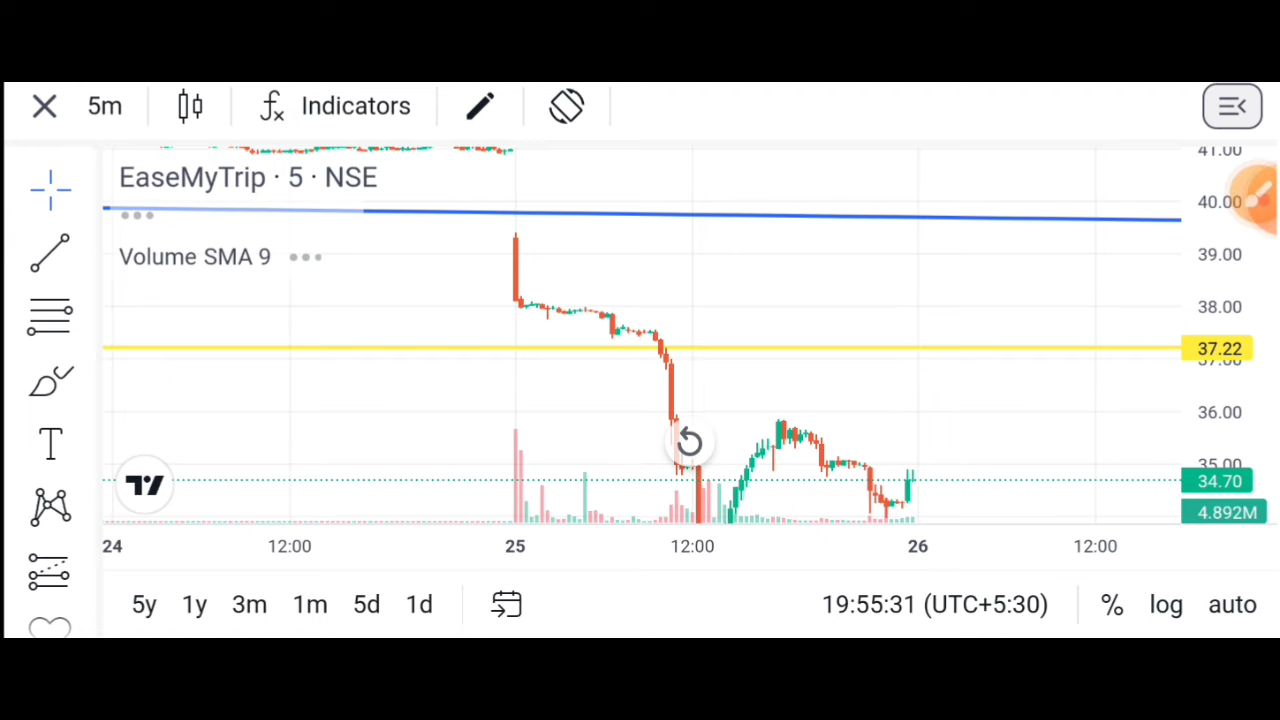 5m
Indicators
41.00
EaseMyTrip · 5 · NSE
40.00
Volume SMA 9
39.00
38.00
37.22
37.00
36.00
35.00
34.70
4.892M
24 12:00 25 12:00 26 12:00
5y 1y 3m 1m 5d 1d 19:55:31 (UTC+5:30) % log auto